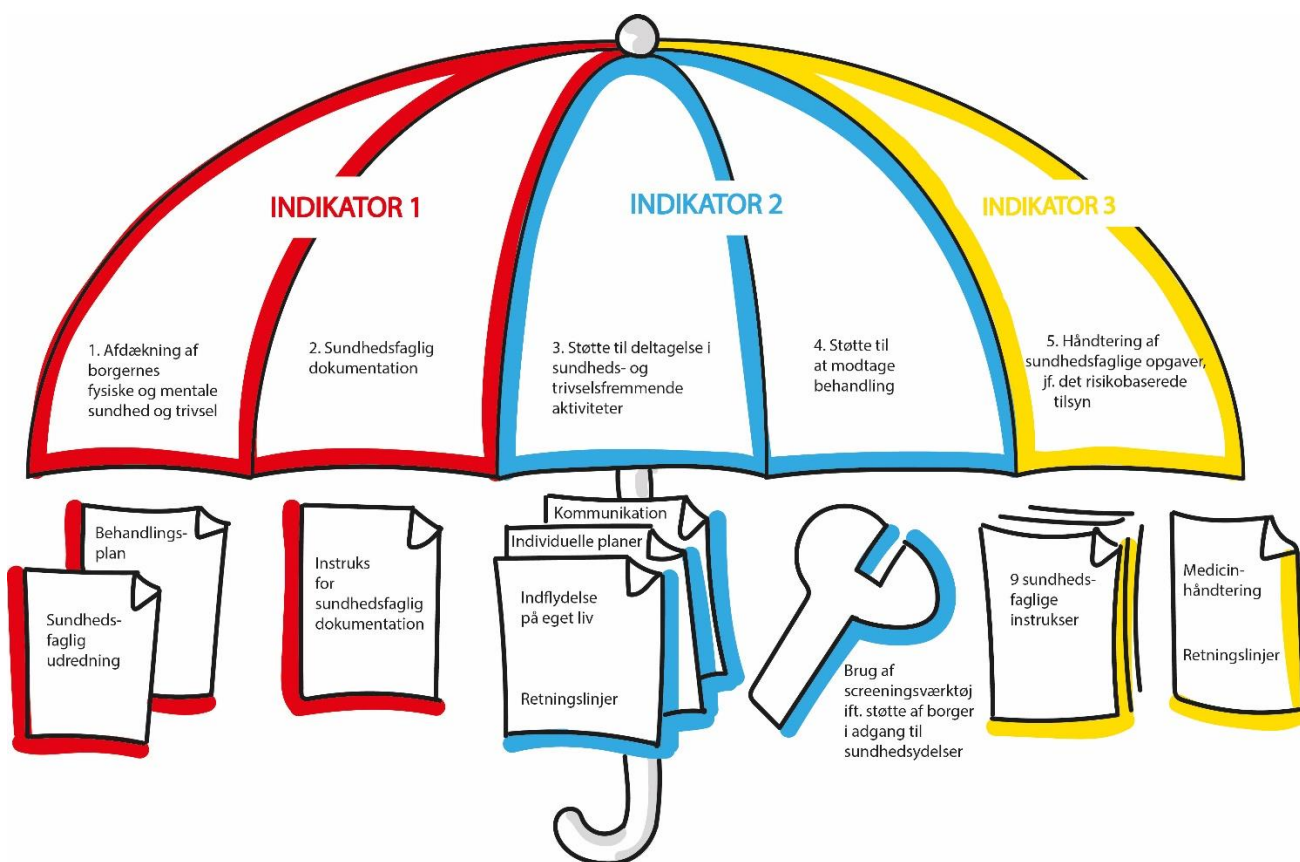 INDIKATOR 1
INDIKATOR 2
INDIKATOR 3
1. Afdækning af
borgernes
fysiske og mentale
sundhed og trivsel
2. Sundhedsfaglig
dokumentation
3. Støtte til deltagelse i
sundheds- og
trivselsfremmende
aktiviteter
4. Støtte til
at modtage
behandling
5. Håndtering af
sundhedsfaglige opgaver,
jf. det risikobaserede
tilsyn
Behandlings-
plan
Sundheds-
faglig
udredning
Instruks
for
sundhedsfaglig
dokumentation
Kommunikation
Individuelle planer
Indflydelse
på eget liv
Retningslinjer
Brug af
screeningsværktøj
ift. støtte af borger
i adgang til
sundhedsydelser
9 sundheds-
faglige
instrukser
Medicin-
håndtering
Retningslinjer